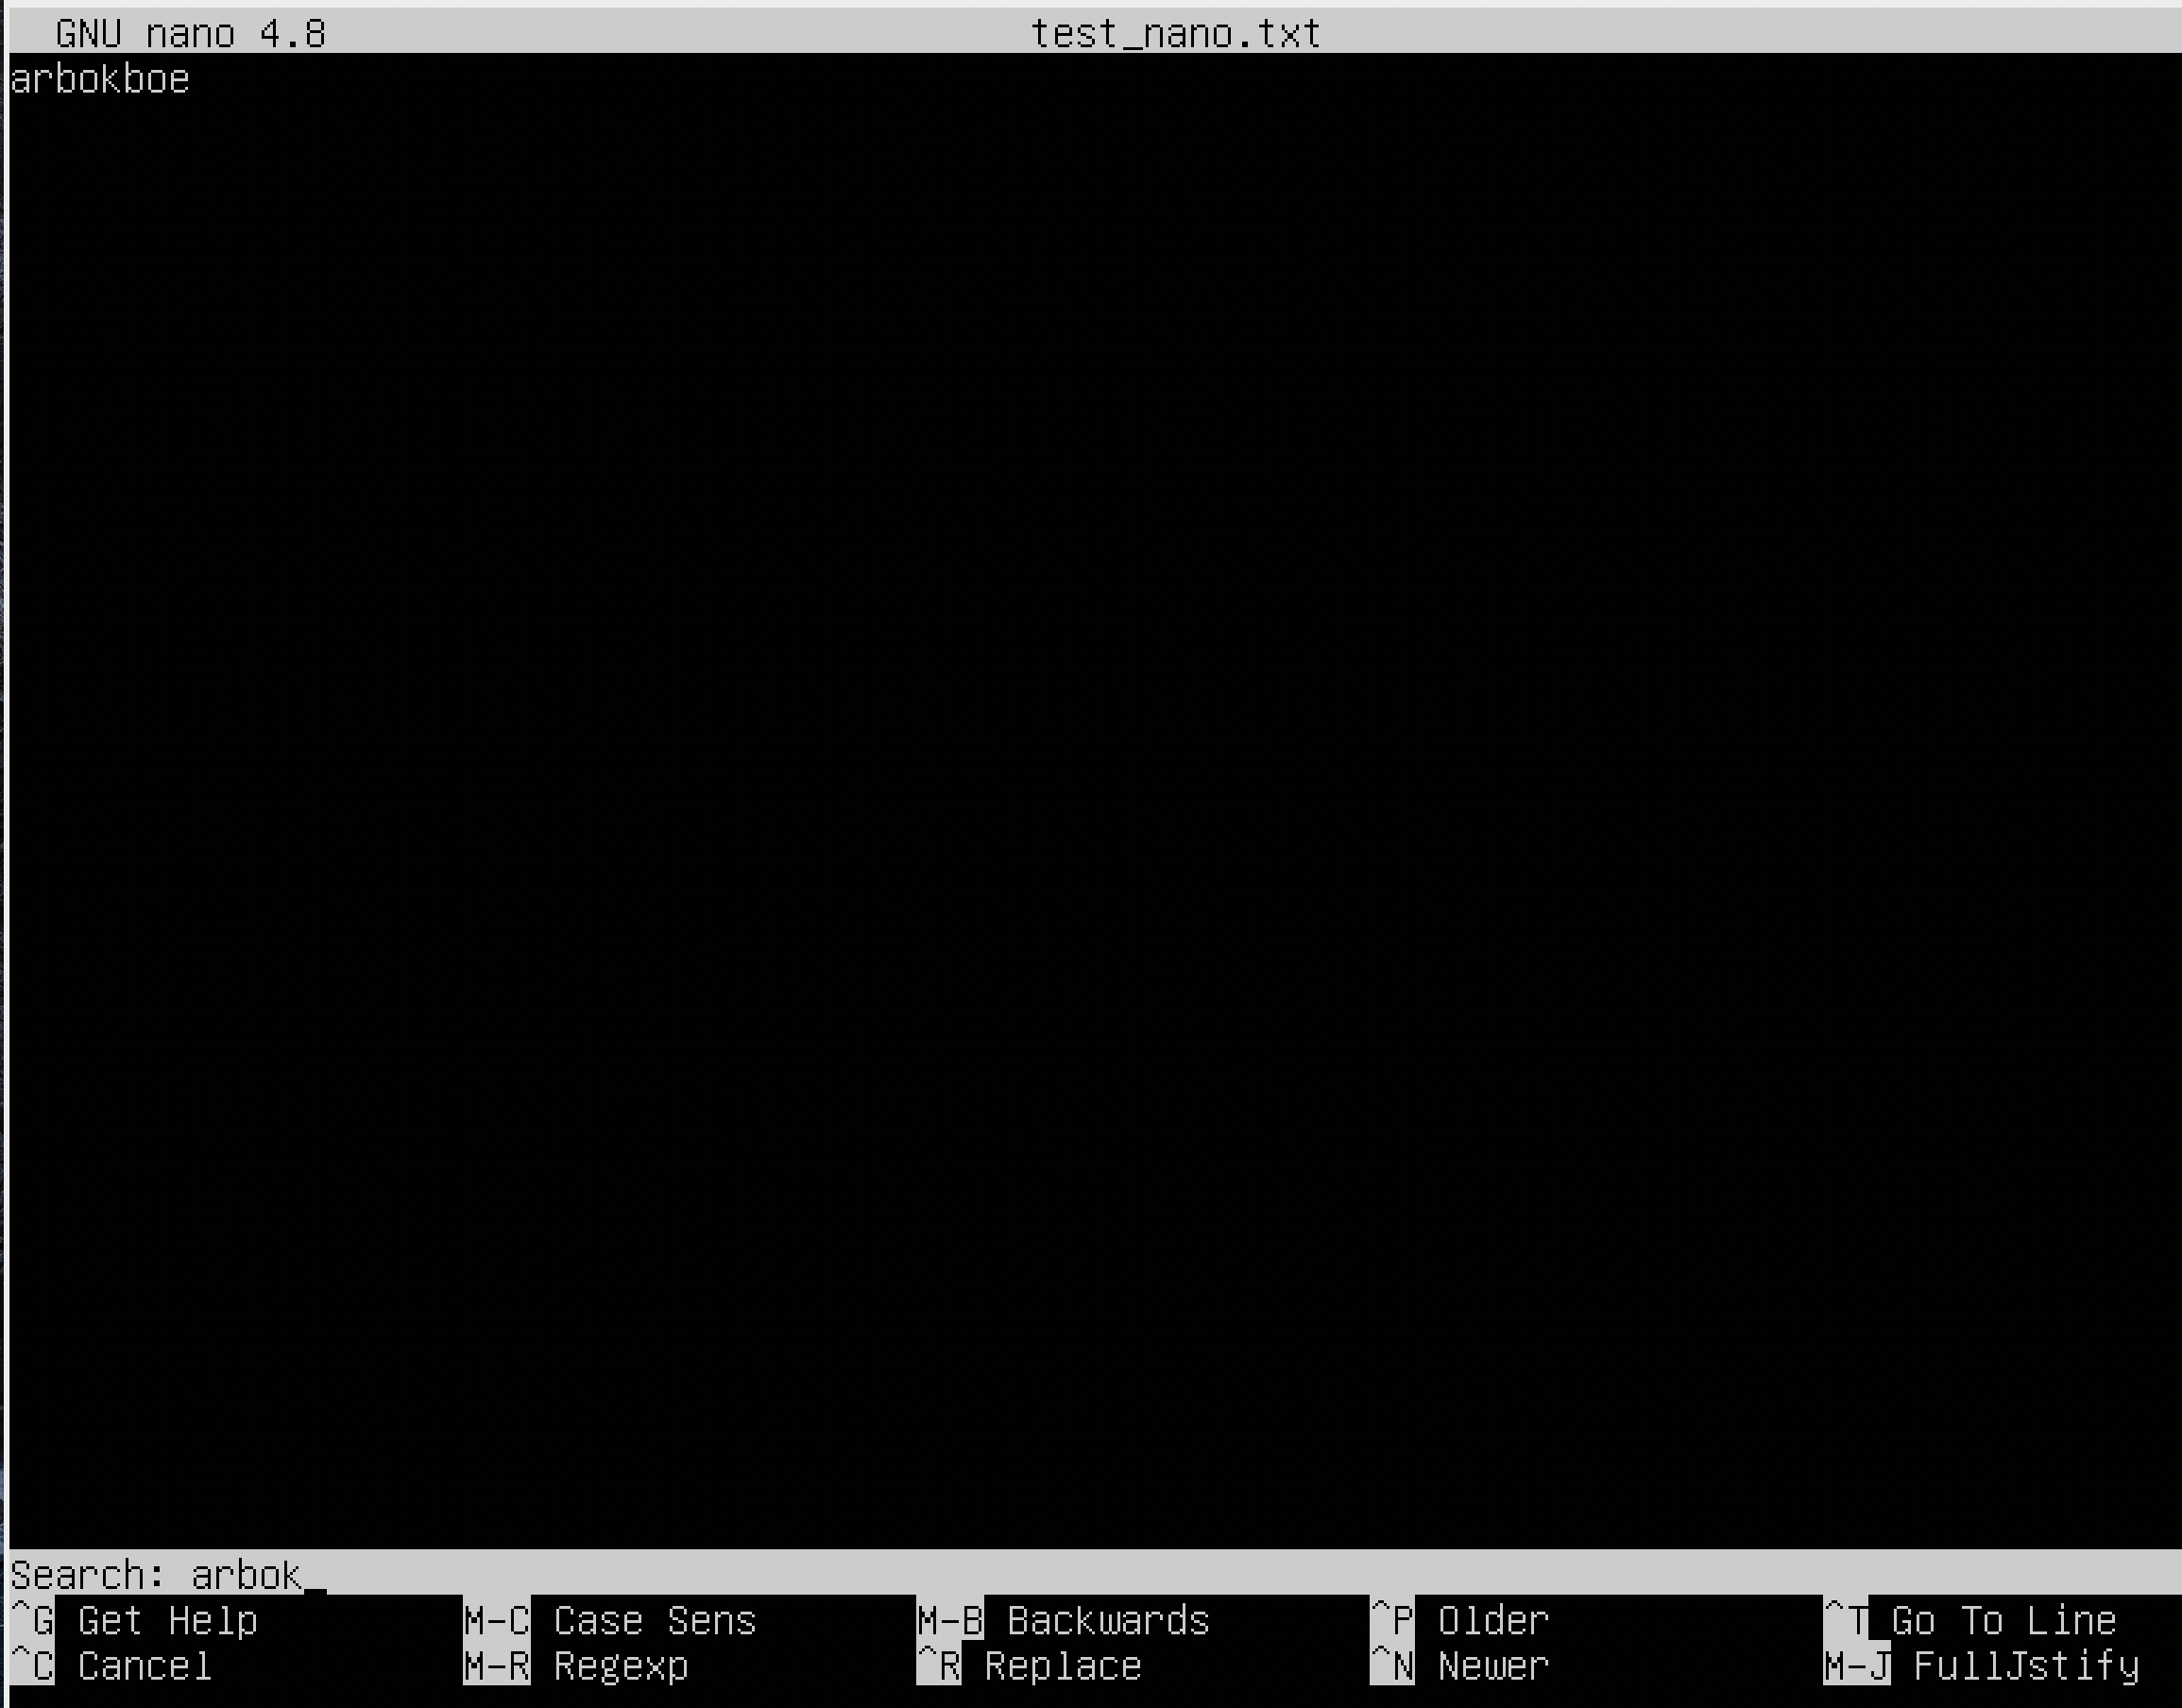 GNU nano 4.8 test_nano.txt
arbokboe
Search: arbok_
^G Get Help M-C Case Sens M-B Backwards ^P Older ^T Go To Line
^C Cancel M-R Regexp ^R Replace ^N Newer M-J FullJstify